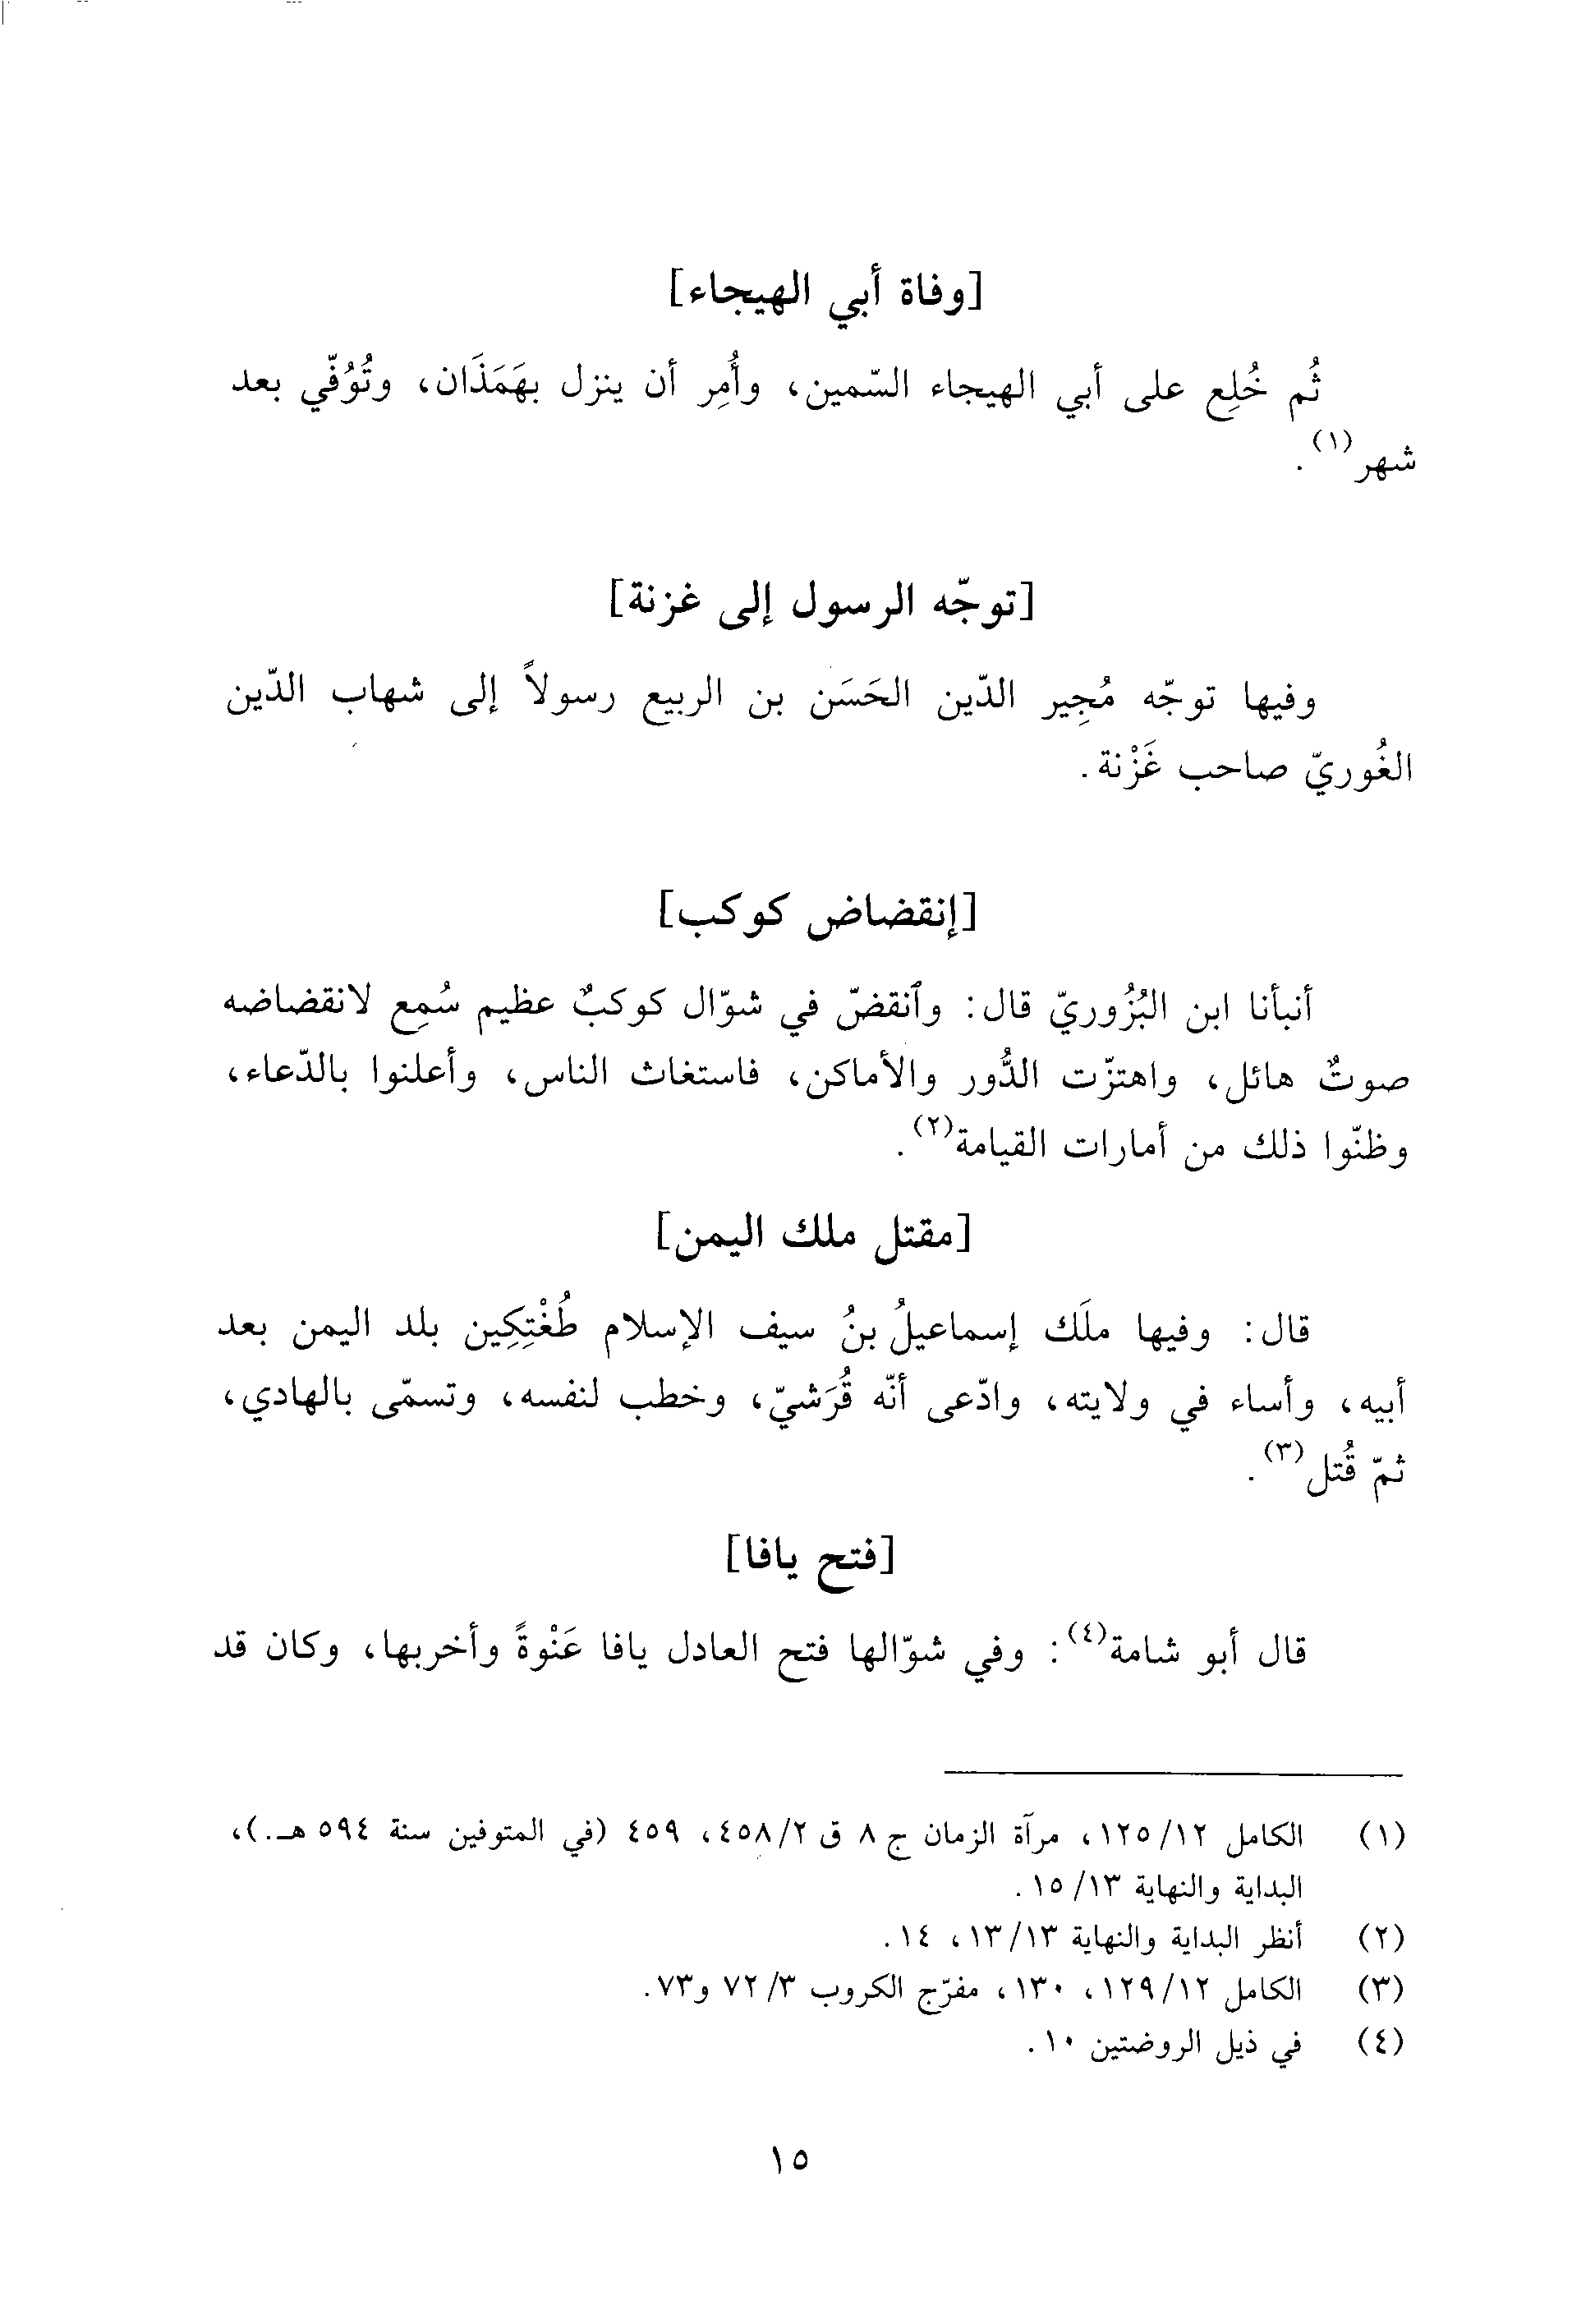 [وفاة أبي الهيجاء]
ثُم خُلِع على أبي الهيجاء السّمين، وأُمِر أن ينزل بهَمَذَان، وتُوُفّي بعد
شهر(١).
[توجّه الرسول إلى غزنة]
وفيها توجّه مُجِير الدّين الحَسَن بن الربيع رسولاً إلى شهاب الدّين
الغُوريّ صاحب غَزْنة.
[إنقضاض كوكب]
أنبأنا ابن البُزُوريّ قال: وٱنقضّ في شوّال كوكبٌ عظيم سُمِع لانقضاضه
صوتٌ هائل، واهتزّت الدُّور والأماكن، فاستغاث الناس، وأعلنوا بالدّعاء،
وظنّوا ذلك من أمارات القيامة(٢).
[مقتل ملك اليمن]
قال: وفيها ملَك إسماعيلُ بنُ سيف الإسلام طُغْتِكِين بلد اليمن بعد
أبيه، وأساء في ولايته، وادّعى أنّه قُرَشيّ، وخطب لنفسه، وتسمّى بالهادي،
ثمّ قُتل(٣).
[فتح يافا]
قال أبو شامة(٤): وفي شوّالها فتح العادل يافا عَنْوةً وأخربها، وكان قد
(١) الكامل ١٢٥/١٢، مرآة الزمان ج ٨ ق ٤٥٨/٢، ٤٥٩ (في المتوفين سنة ٥٩٤ هـ.)،
البداية والنهاية ١٥/١٣.
(٢) أنظر البداية والنهاية ١٣/١٣، ١٤.
(٣) الكامل ١٢٩/١٢، ١٣٠، مفرّج الكروب ٧٢/٣ و٧٣.
(٤) في ذيل الروضتين ١٠.
١٥